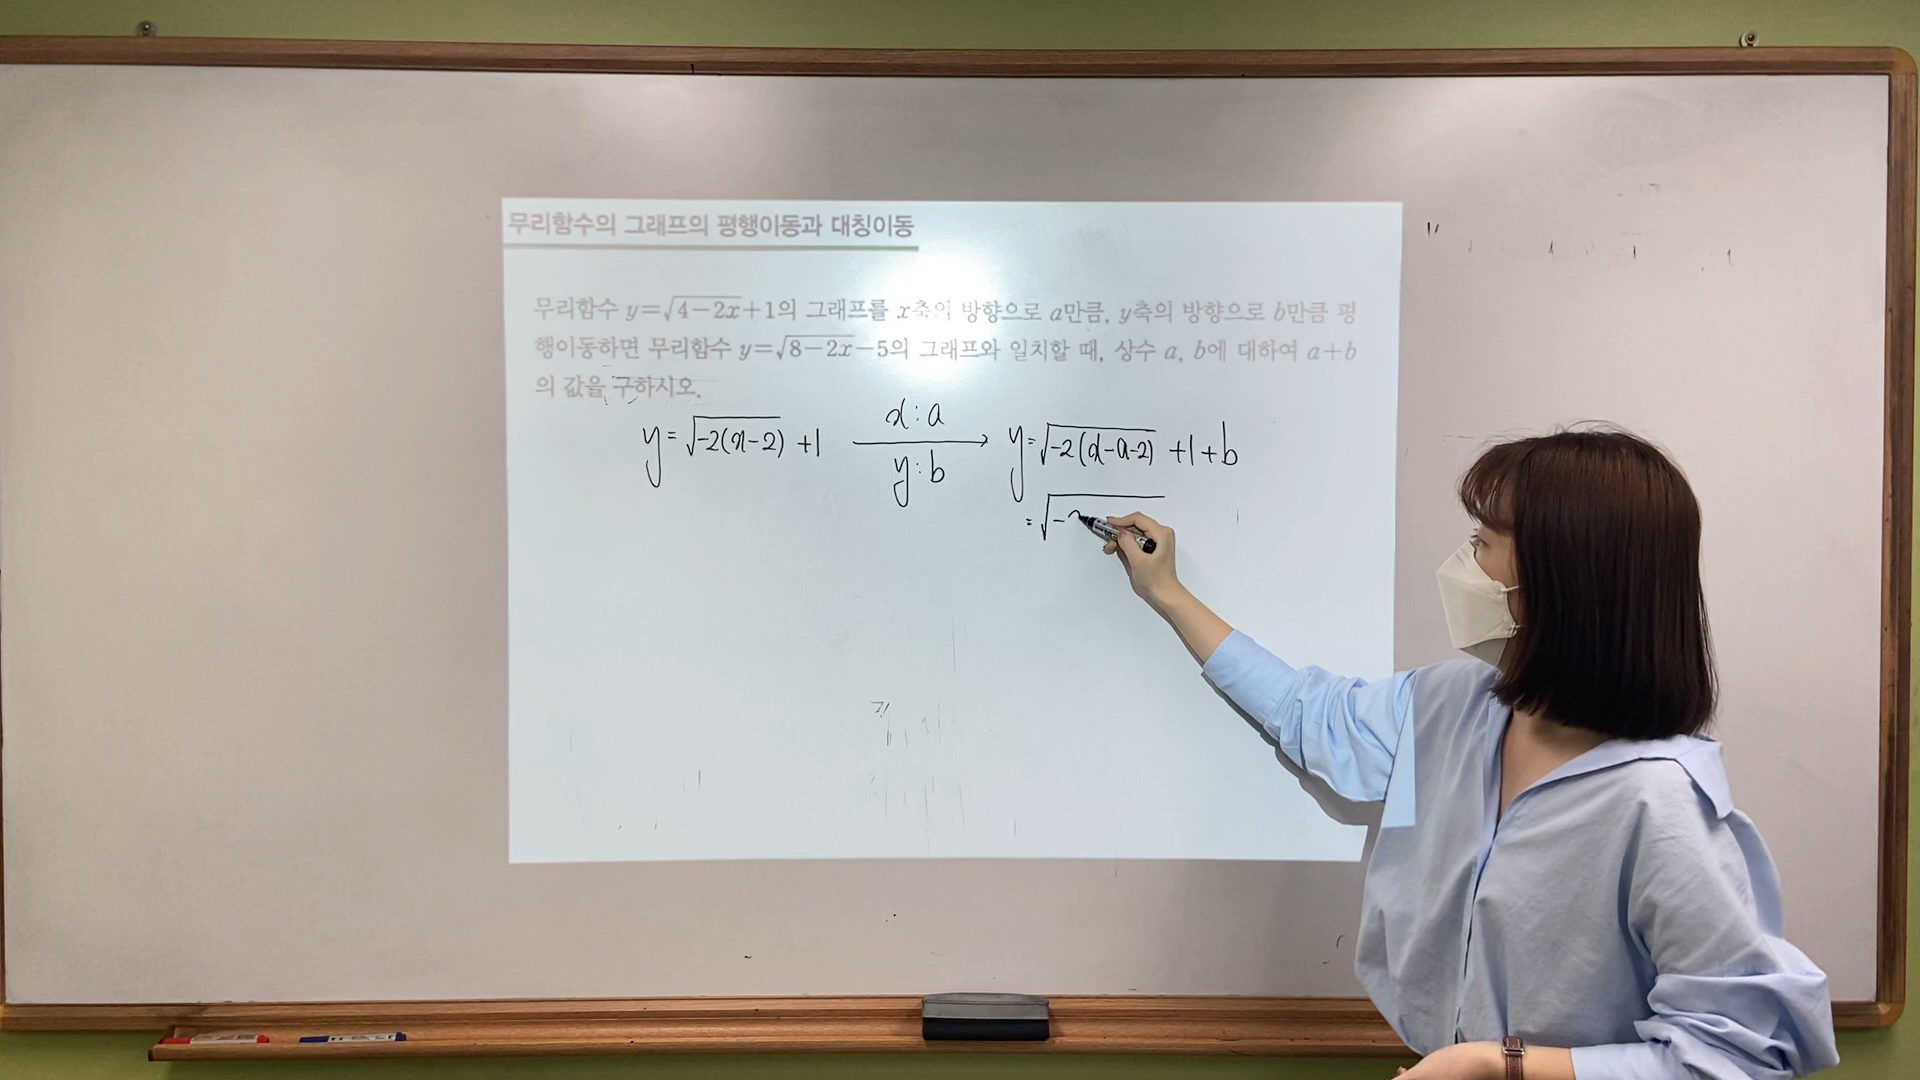 무리함수의 그래프의 평행이동과 대칭이동
무리함수 y=√(4-2x)+1의 그래프를 x축의 방향으로 a만큼, y축의 방향으로 b만큼 평
행이동하면 무리함수 y=√(8-2x)-5의 그래프와 일치할 때, 상수 a, b에 대하여 a+b
의 값을 구하시오.
x:a
y=√(-2(x-2)) +1 → y=√(-2(x-a-2)) +1+b
y:b
=√(-2